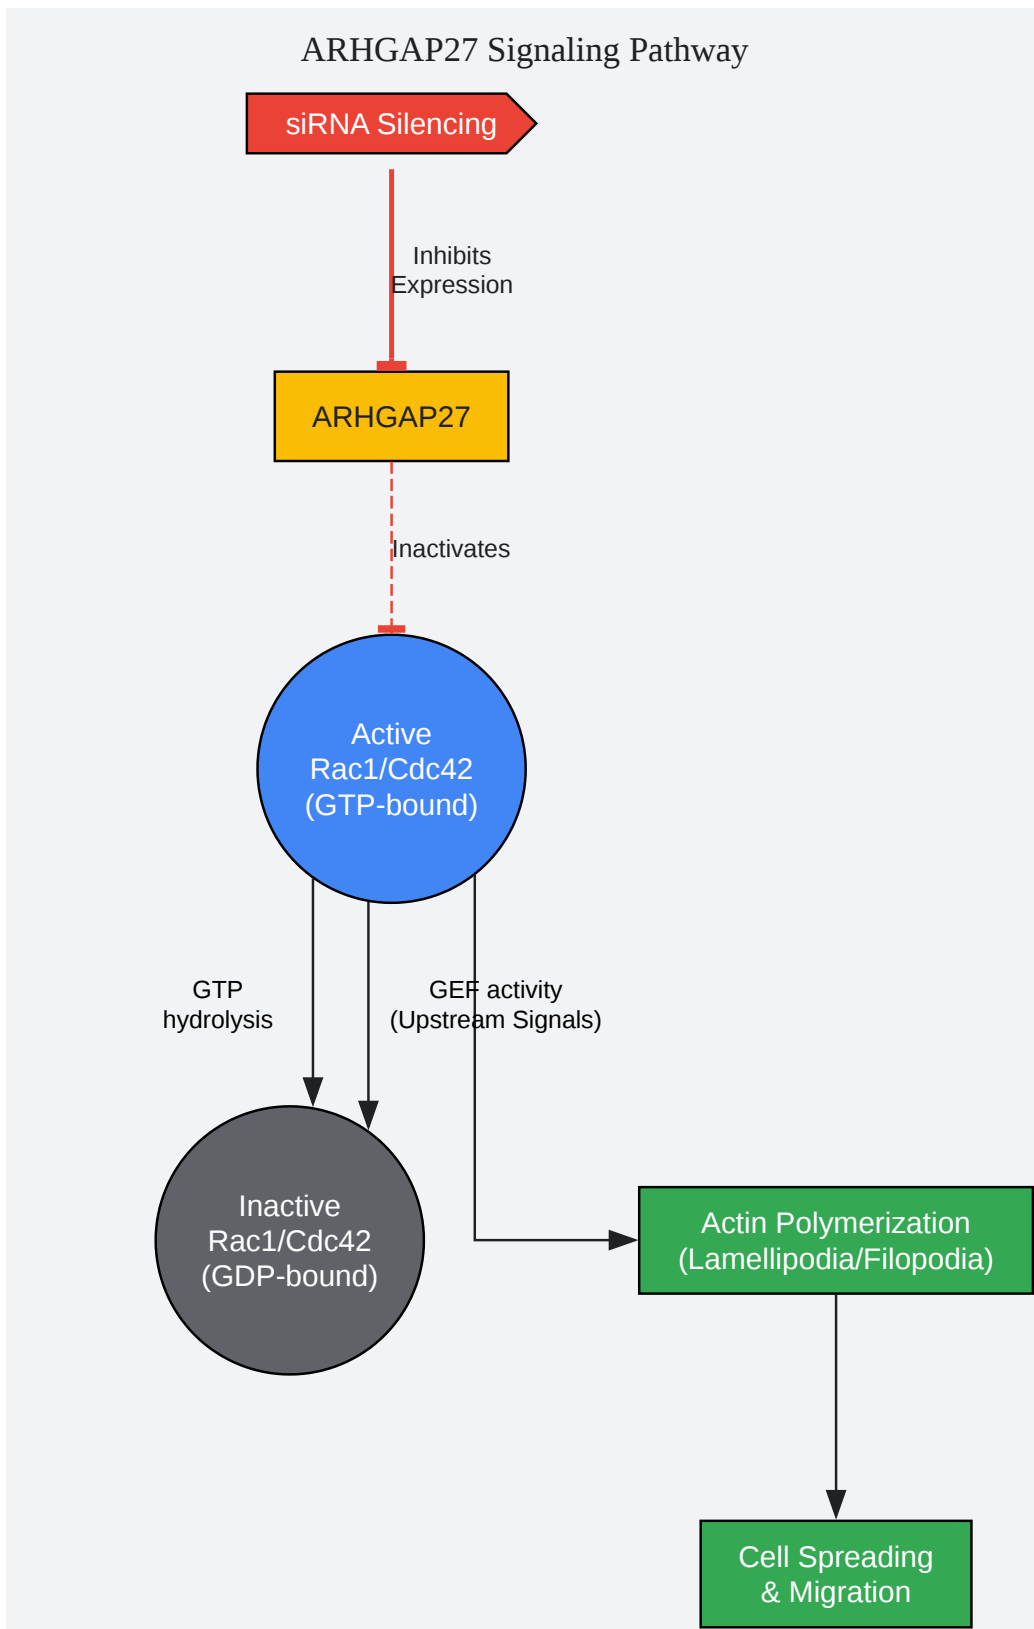 ARHGAP27 Signaling Pathway
siRNA Silencing
Inhibits
Expression
ARHGAP27
Inactivates
Active
Rac1/Cdc42
(GTP-bound)
GTP
hydrolysis
GEF activity
(Upstream Signals)
Inactive
Rac1/Cdc42
(GDP-bound)
Actin Polymerization
(Lamellipodia/Filopodia)
Cell Spreading
& Migration